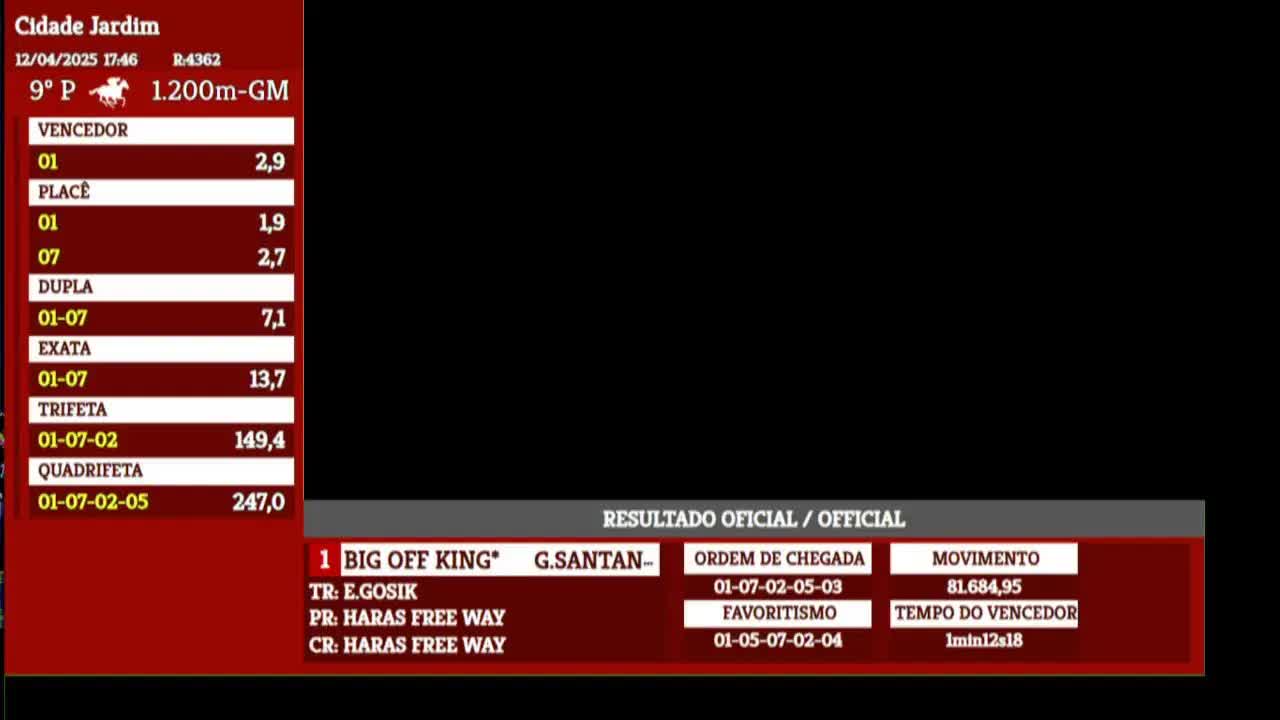 Cidade Jardim
12/04/2025 17:46 R:4362
9º P 1.200m-GM
VENCEDOR
01 2,9
PLACÊ
01 1,9
07 2,7
DUPLA
01-07 7,1
EXATA
01-07 13,7
TRIFETA
01-07-02 149,4
QUADRIFETA
01-07-02-05 247,0
RESULTADO OFICIAL / OFFICIAL
1 BIG OFF KING* G.SANTAN...
TR: E.GOSIK
PR: HARAS FREE WAY
CR: HARAS FREE WAY
ORDEM DE CHEGADA
01-07-02-05-03
FAVORITISMO
01-05-07-02-04
MOVIMENTO
81.684,95
TEMPO DO VENCEDOR
1min12s18